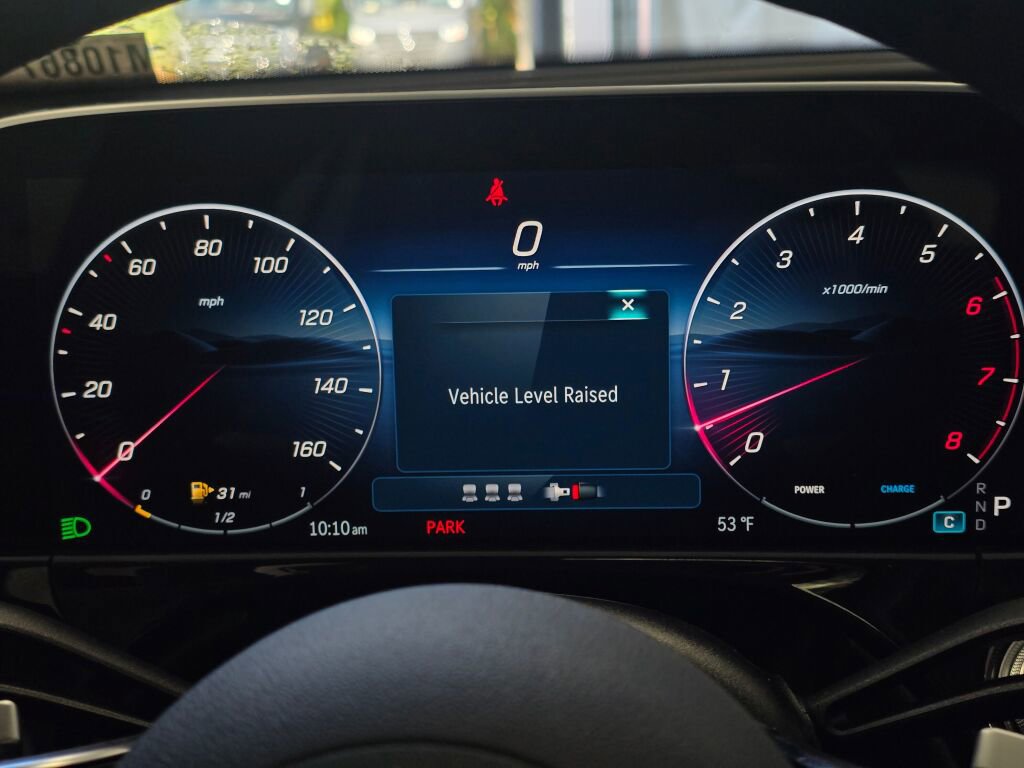 0
mph
mph
0
20
40
60
80
100
120
140
160
x1000/min
0
1
2
3
4
5
6
7
8
Vehicle Level Raised
0
31 mi
1
1/2
10:10 am
PARK
53 °F
POWER
CHARGE
C
R
N
D
P